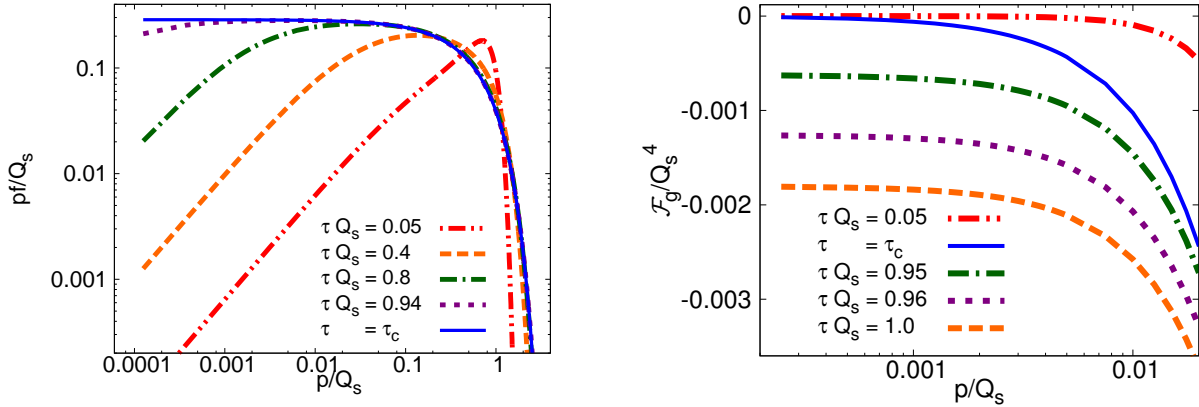 pf/Q_s
0.1
0.01
0.001
τ Q_s = 0.05
τ Q_s = 0.4
τ Q_s = 0.8
τ Q_s = 0.94
τ = τ_c
0.0001 0.001 0.01 0.1 1
p/Q_s
F_g/Q_s^4
0
-0.001
-0.002
-0.003
τ Q_s = 0.05
τ = τ_c
τ Q_s = 0.95
τ Q_s = 0.96
τ Q_s = 1.0
0.001 0.01
p/Q_s